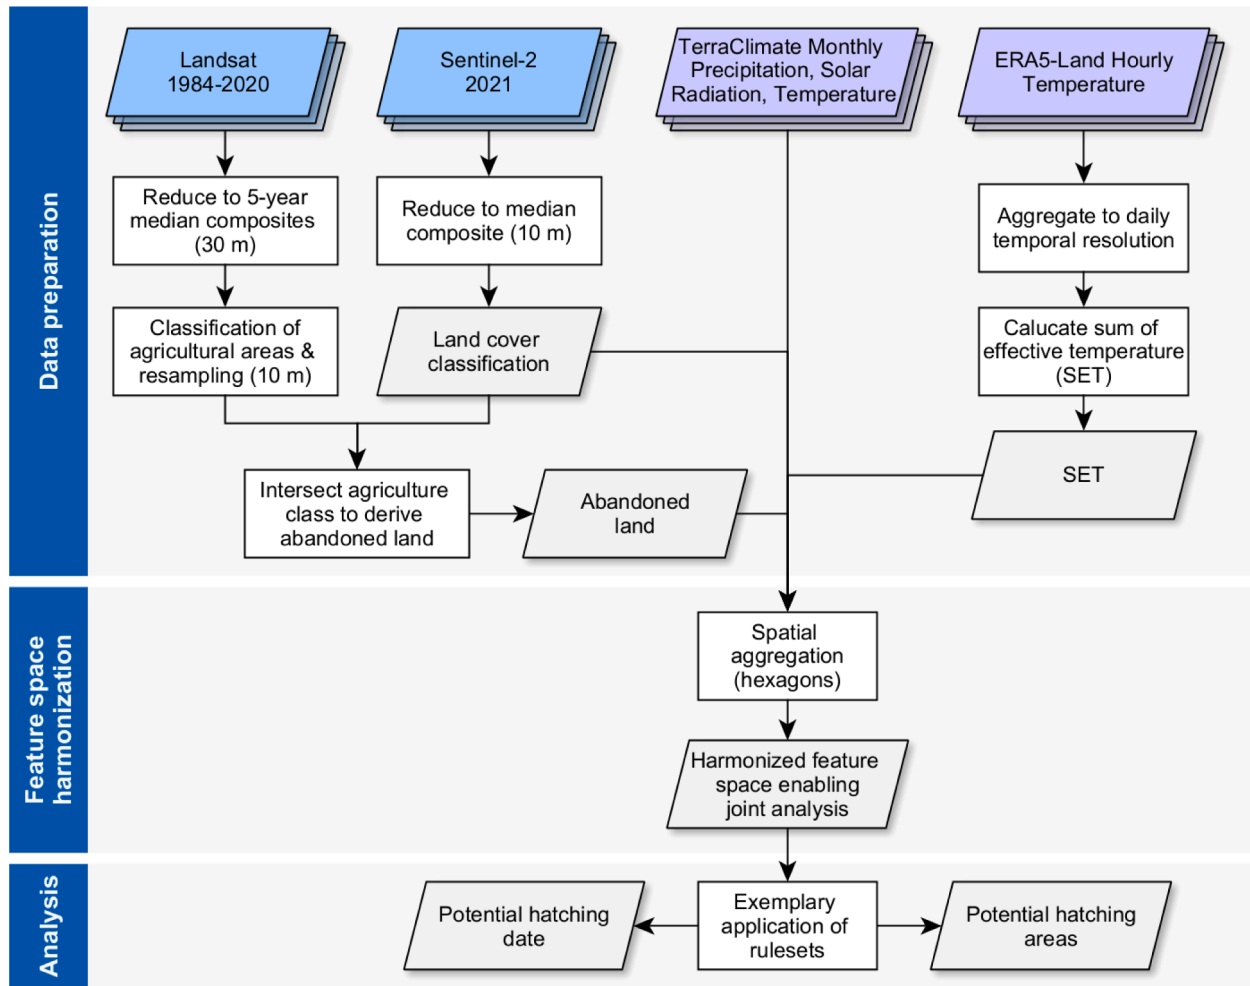 Data preparation
Landsat
1984-2020
Sentinel-2
2021
TerraClimate Monthly
Precipitation, Solar
Radiation, Temperature
ERA5-Land Hourly
Temperature
Reduce to 5-year
median composites
(30 m)
Reduce to median
composite (10 m)
Aggregate to daily
temporal resolution
Classification of
agricultural areas &
resampling (10 m)
Land cover
classification
Calucate sum of
effective temperature
(SET)
Intersect agriculture
class to derive
abandoned land
Abandoned
land
SET
Feature space
harmonization
Spatial
aggregation
(hexagons)
Harmonized feature
space enabling
joint analysis
Analysis
Potential hatching
date
Exemplary
application of
rulesets
Potential hatching
areas